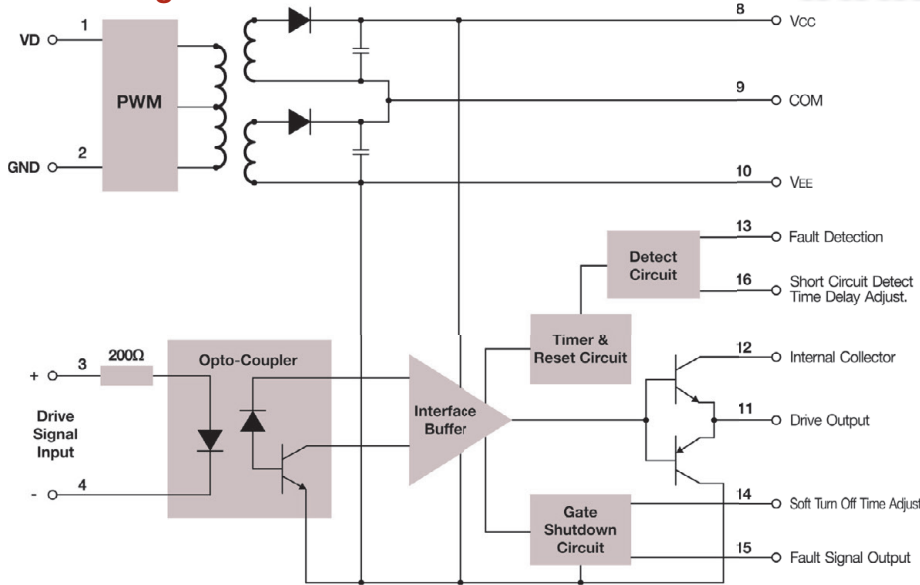 VD
1
PWM
GND
2
8
Vcc
9
COM
10
VEE
13
Fault Detection
Detect
Circuit
16
Short Circuit Detect
Time Delay Adjust.
Timer &
Reset Circuit
12
Internal Collector
11
Drive Output
+
3
200Ω
Opto-Coupler
Drive
Signal
Input
-
4
Interface
Buffer
14
Soft Turn Off Time Adjust
Gate
Shutdown
Circuit
15
Fault Signal Output